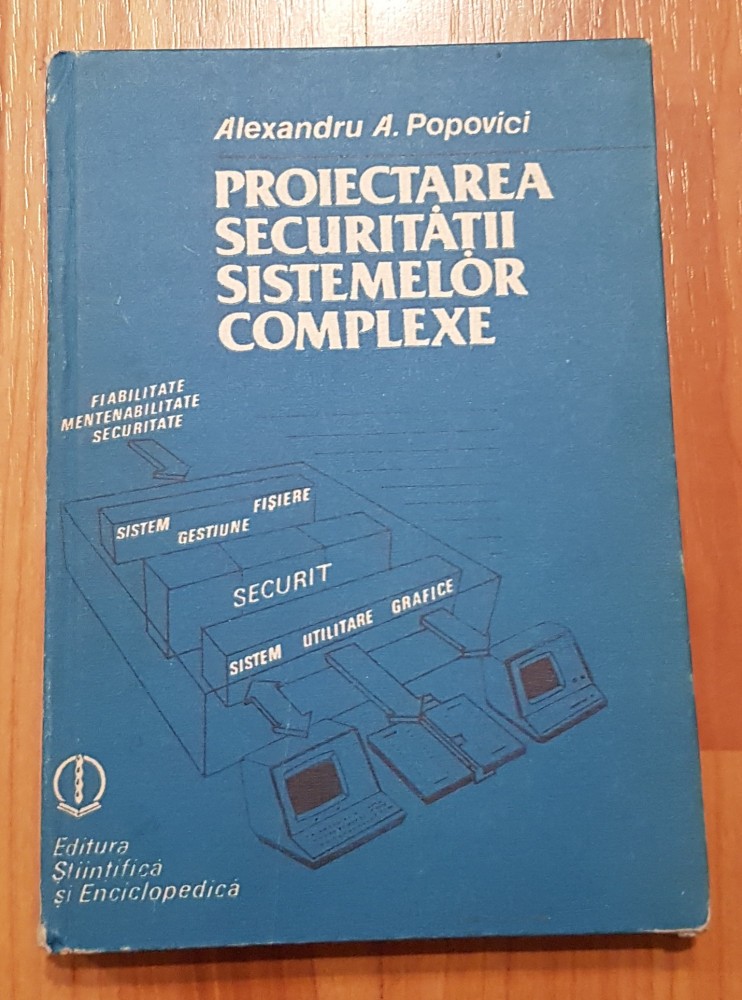 Alexandru A. Popovici
PROIECTAREA
SECURITĂȚII
SISTEMELOR
COMPLEXE
FIABILITATE
MENTENABILITATE
SECURITATE
SISTEM GESTIUNE FIȘIERE
SECURIT
SISTEM UTILITARE GRAFICE
Editura
Științifică
și Enciclopedică